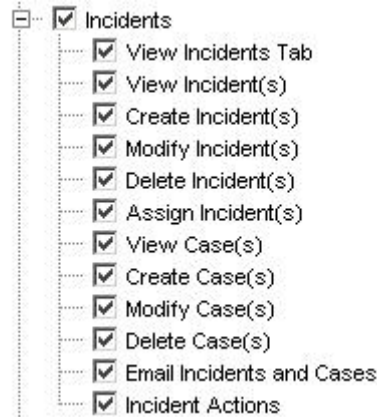 Incidents
View Incidents Tab
View Incident(s)
Create Incident(s)
Modify Incident(s)
Delete Incident(s)
Assign Incident(s)
View Case(s)
Create Case(s)
Modify Case(s)
Delete Case(s)
Email Incidents and Cases
Incident Actions